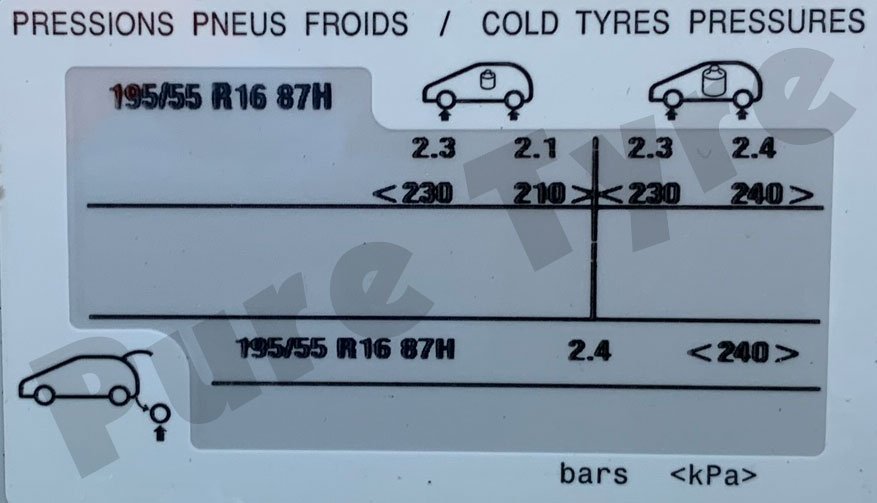 PRESSIONS PNEUS FROIDS / COLD TYRES PRESSURES
195/55 R16 87H
2.3 2.1 2.3 2.4
<230 210> <230 240>
195/55 R16 87H 2.4 <240>
bars <kPa>
Pure Tyre